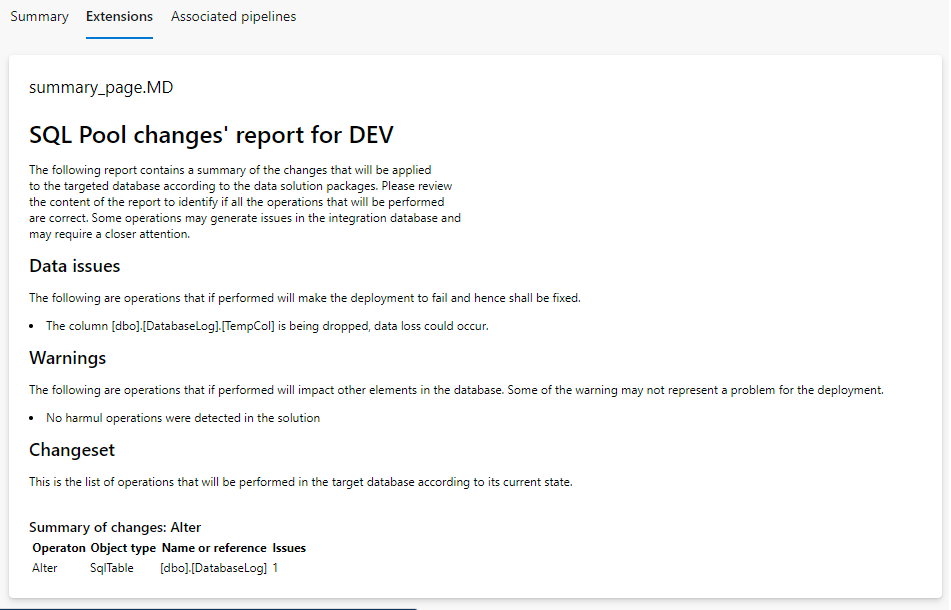 Summary Extensions Associated pipelines
summary_page.MD
SQL Pool changes' report for DEV
The following report contains a summary of the changes that will be applied
to the targeted database according to the data solution packages. Please review
the content of the report to identify if all the operations that will be performed
are correct. Some operations may generate issues in the integration database and
may require a closer attention.
Data issues
The following are operations that if performed will make the deployment to fail and hence shall be fixed.
• The column [dbo].[DatabaseLog].[TempCol] is being dropped, data loss could occur.
Warnings
The following are operations that if performed will impact other elements in the database. Some of the warning may not represent a problem for the deployment.
• No harmul operations were detected in the solution
Changeset
This is the list of operations that will be performed in the target database according to its current state.
Summary of changes: Alter
Operaton Object type Name or reference Issues
Alter SqlTable [dbo].[DatabaseLog] 1